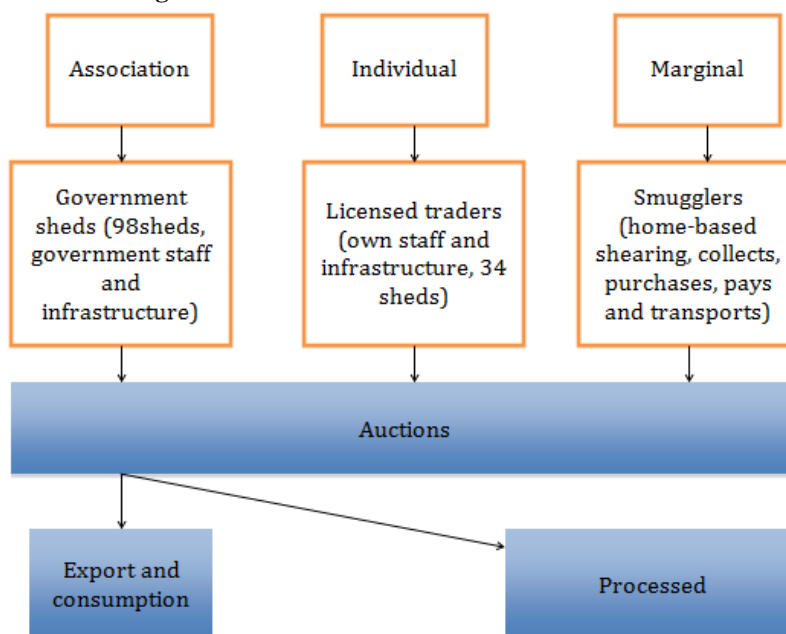 Association
Individual
Marginal
Government
sheds (98sheds,
government staff
and
infrastructure)
Licensed traders
(own staff and
infrastructure, 34
sheds)
Smugglers
(home-based
shearing, collects,
purchases, pays
and transports)
Auctions
Export and
consumption
Processed